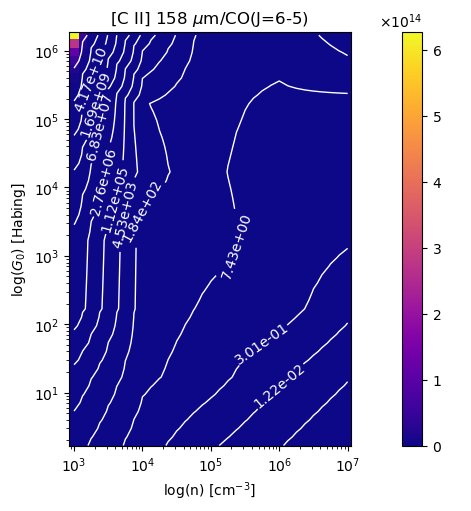 [C II] 158 μm/CO(J=6-5)
×10¹⁴
log(G₀) [Habing]
10⁶
10⁵
10⁴
10³
10²
10¹
4.17e+10
1.69e+09
6.83e+07
2.76e+06
1.12e+05
4.53e+03
1.84e+02
7.43e+00
3.01e-01
1.22e-02
6
5
4
3
2
1
0
10³ 10⁴ 10⁵ 10⁶ 10⁷
log(n) [cm⁻³]